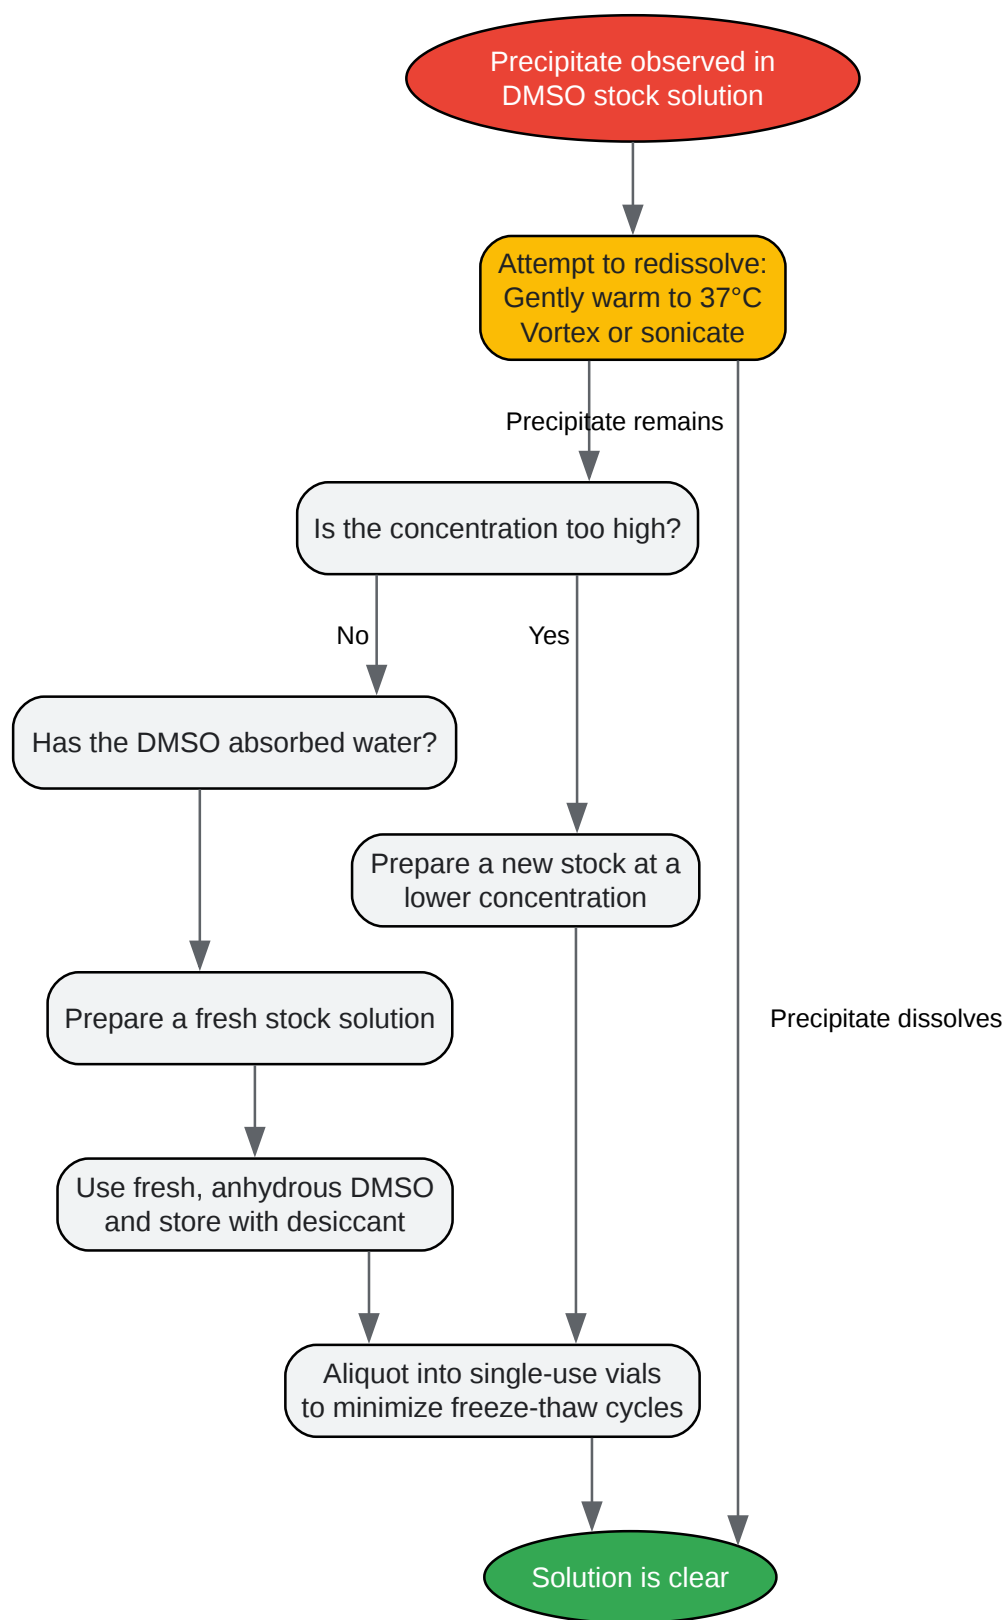 Precipitate observed in
DMSO stock solution
Attempt to redissolve:
Gently warm to 37°C
Vortex or sonicate
Precipitate remains
Is the concentration too high?
No
Yes
Has the DMSO absorbed water?
Prepare a new stock at a
lower concentration
Prepare a fresh stock solution
Precipitate dissolves
Use fresh, anhydrous DMSO
and store with desiccant
Aliquot into single-use vials
to minimize freeze-thaw cycles
Solution is clear